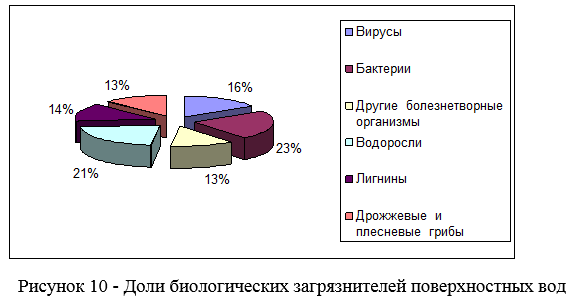 Вирусы
16%
Бактерии
23%
Другие болезнетворные
организмы
13%
Водоросли
21%
Лигнины
14%
Дрожжевые и
плесневые грибы
13%
Рисунок 10 - Доли биологических загрязнителей поверхностных вод